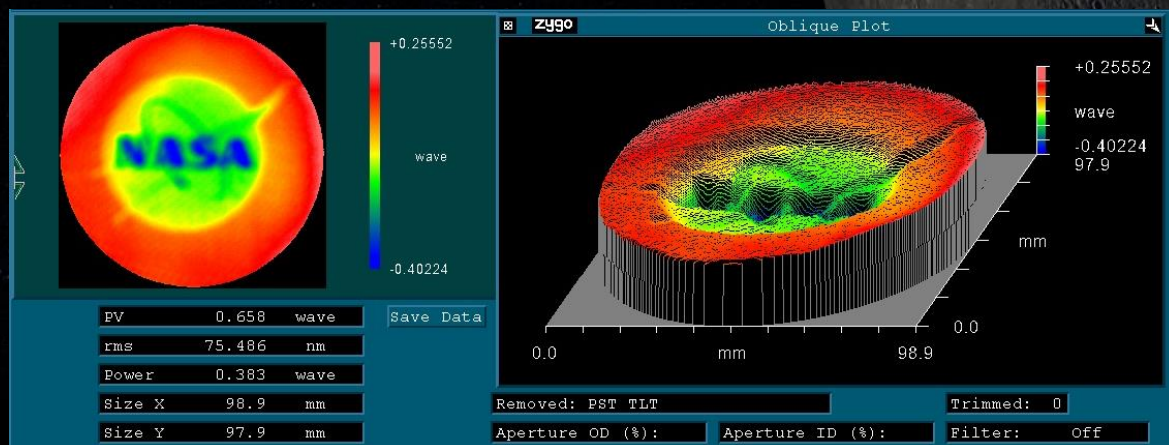 +0.25552
NASA
wave
-0.40224
PV 0.658 wave
Save Data
rms 75.486 nm
Power 0.383 wave
Size X 98.9 mm
Size Y 97.9 mm
zygo Oblique Plot
+0.25552
wave
-0.40224
97.9
mm
0.0
0.0 mm 98.9
Removed: PST TLT
Trimmed: 0
Aperture OD (%):
Aperture ID (%):
Filter: Off